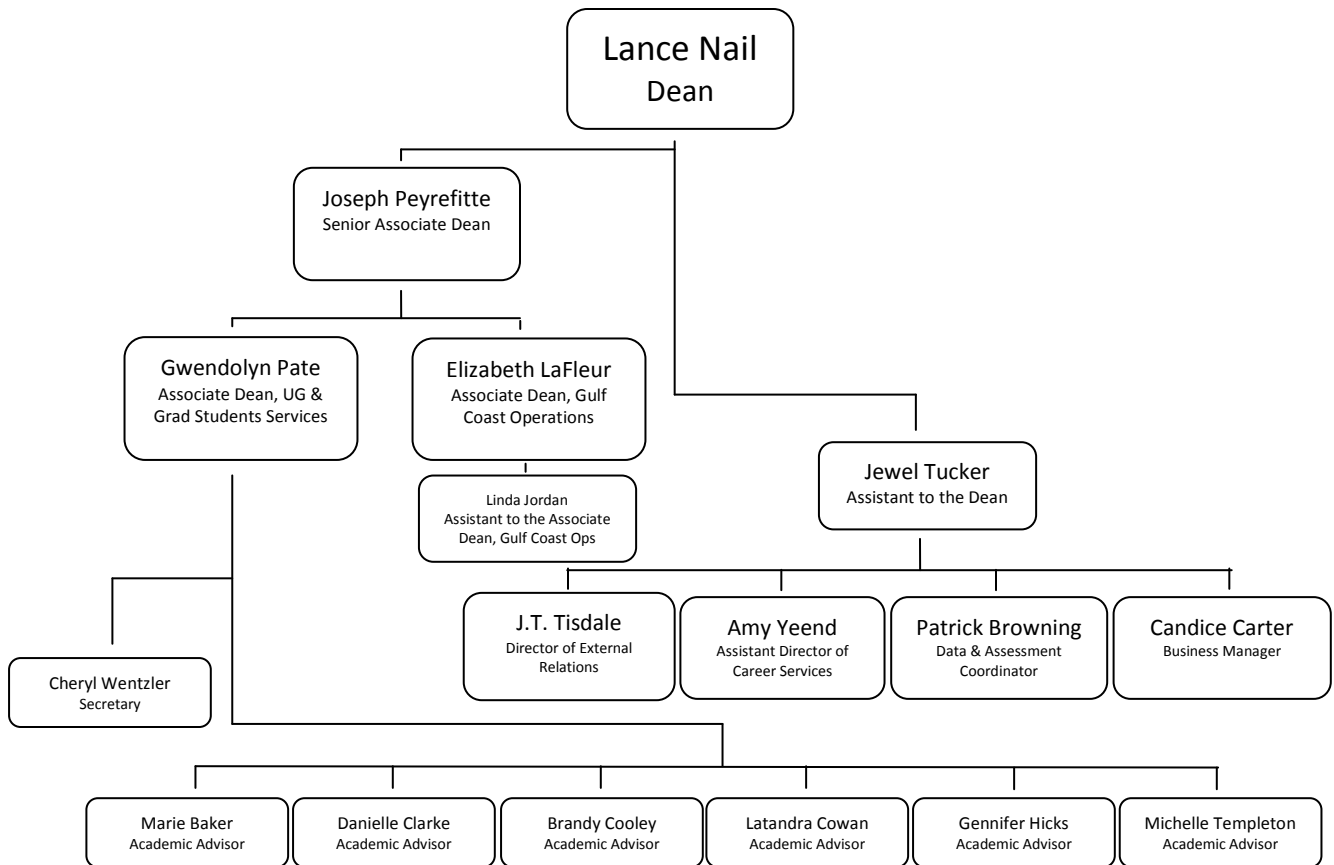 Lance Nail
Dean
Joseph Peyrefitte
Senior Associate Dean
Gwendolyn Pate
Associate Dean, UG &
Grad Students Services
Elizabeth LaFleur
Associate Dean, Gulf
Coast Operations
Jewel Tucker
Assistant to the Dean
Linda Jordan
Assistant to the Associate
Dean, Gulf Coast Ops
J.T. Tisdale
Director of External
Relations
Amy Yeend
Assistant Director of
Career Services
Patrick Browning
Data & Assessment
Coordinator
Candice Carter
Business Manager
Cheryl Wentzler
Secretary
Marie Baker
Academic Advisor
Danielle Clarke
Academic Advisor
Brandy Cooley
Academic Advisor
Latandra Cowan
Academic Advisor
Gennifer Hicks
Academic Advisor
Michelle Templeton
Academic Advisor